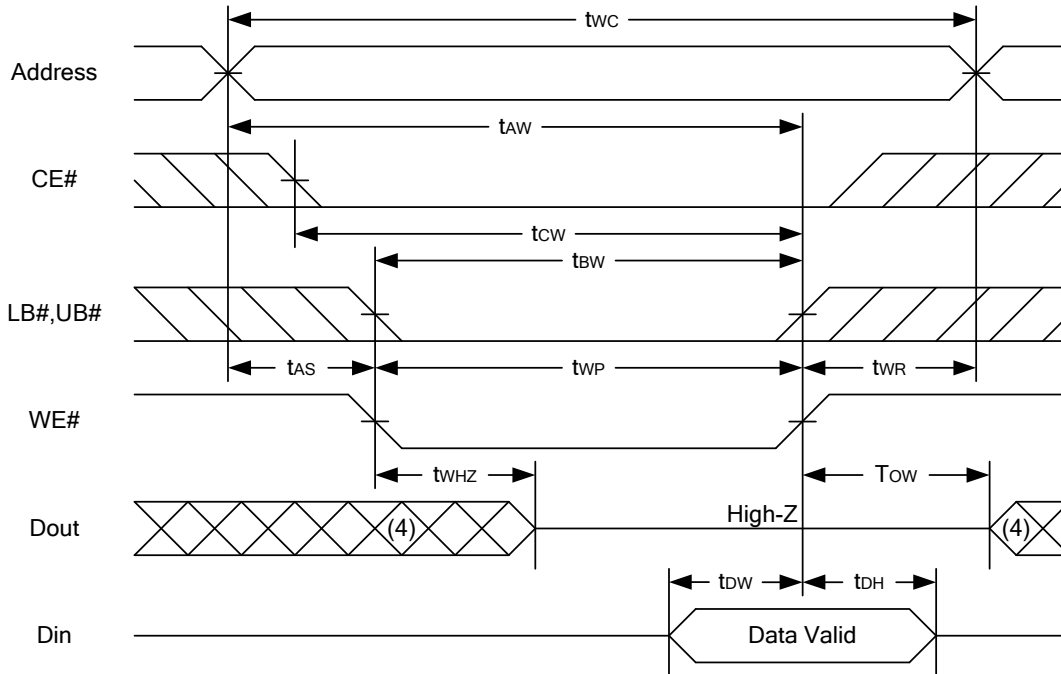 tWC
Address
tAW
CE#
tCW
tBW
LB#,UB#
tAS
tWP
tWR
WE#
tWHZ
TOW
Dout
(4)
High-Z
(4)
tDW
tDH
Din
Data Valid